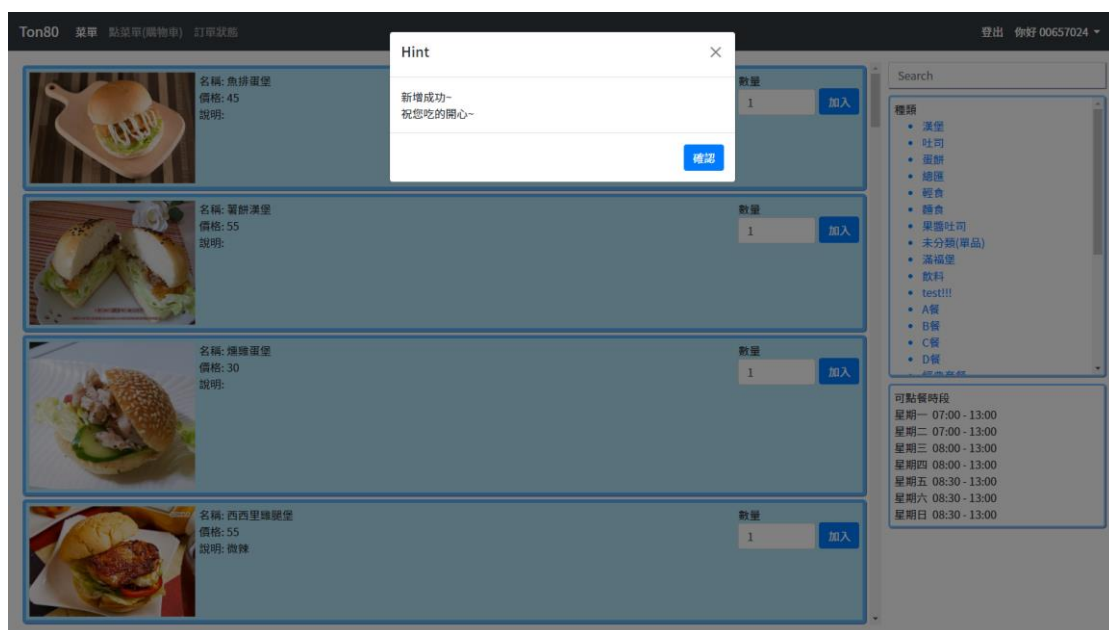 Ton80 菜單 點菜單(購物車) 訂單狀態 登出 你好 00657024
Hint
新增成功~
祝您吃的開心~
確認
名稱: 魚排蛋堡
價格: 45
說明:
數量
1 加入
名稱: 薯餅漢堡
價格: 55
說明:
數量
1 加入
名稱: 燻雞蛋堡
價格: 30
說明:
數量
1 加入
名稱: 西西里雞腿堡
價格: 55
說明: 微辣
數量
1 加入
Search
種類
漢堡
吐司
蛋餅
總匯
輕食
麵食
果醬吐司
未分類(單品)
滿福堡
飲料
test!!!
A餐
B餐
C餐
D餐
可點餐時段
星期一 07:00 - 13:00
星期二 07:00 - 13:00
星期三 08:00 - 13:00
星期四 08:00 - 13:00
星期五 08:30 - 13:00
星期六 08:30 - 13:00
星期日 08:30 - 13:00